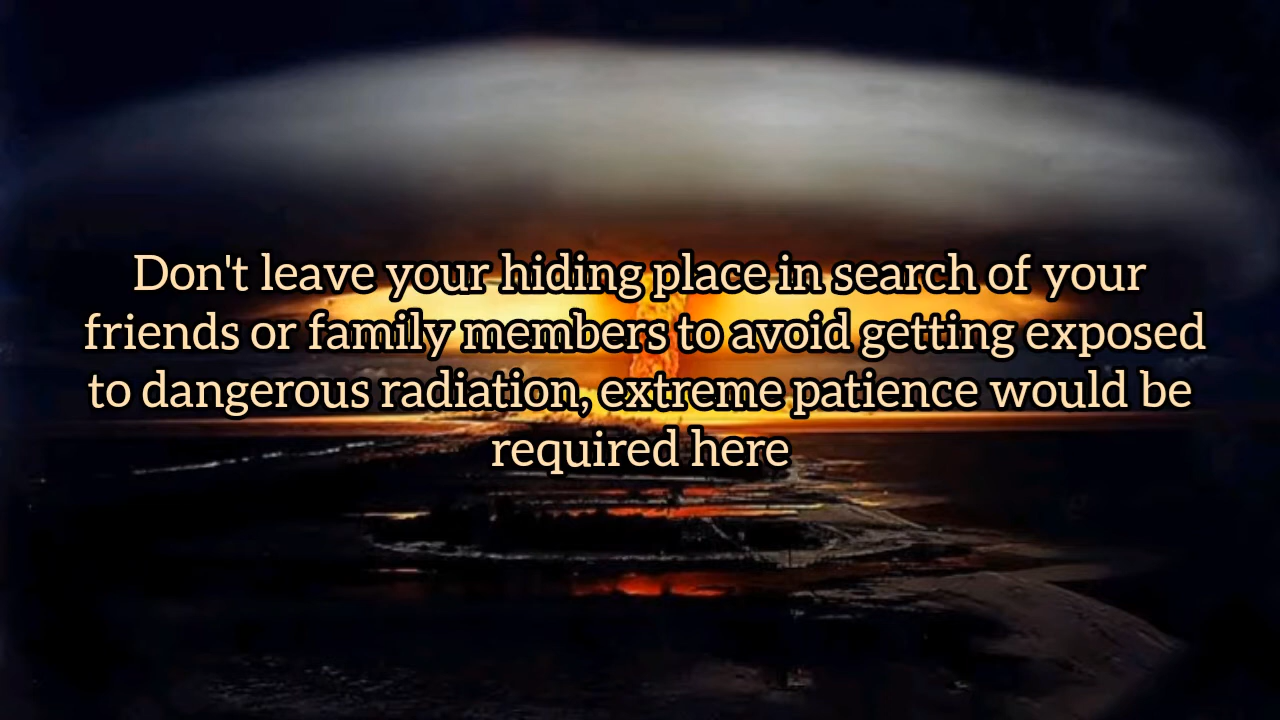 Don't leave your hiding place in search of your
friends or family members to avoid getting exposed
to dangerous radiation, extreme patience would be
required here